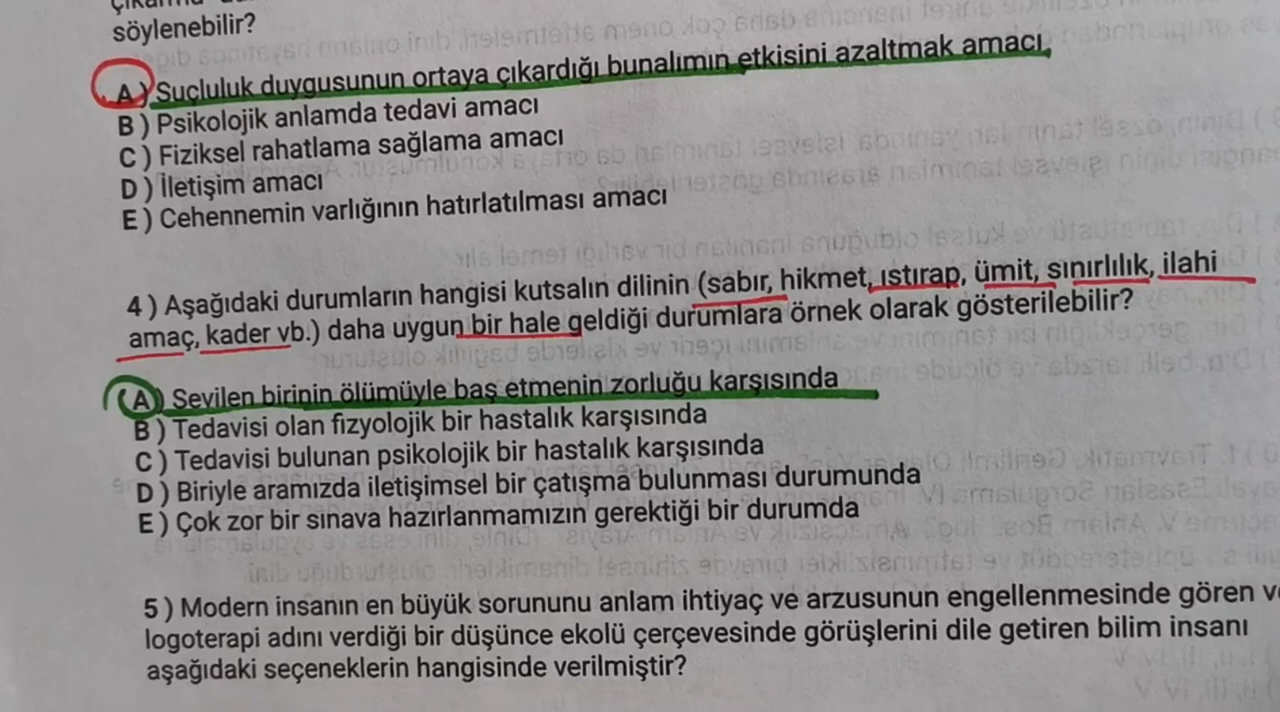 söylenebilir?
A ) Suçluluk duygusunun ortaya çıkardığı bunalımın etkisini azaltmak amacı
B ) Psikolojik anlamda tedavi amacı
C ) Fiziksel rahatlama sağlama amacı
D ) İletişim amacı
E ) Cehennemin varlığının hatırlatılması amacı
4 ) Aşağıdaki durumların hangisi kutsalın dilinin (sabır, hikmet, ıstırap, ümit, sınırlılık, ilahi
amaç, kader vb.) daha uygun bir hale geldiği durumlara örnek olarak gösterilebilir?
A ) Sevilen birinin ölümüyle baş etmenin zorluğu karşısında
B ) Tedavisi olan fizyolojik bir hastalık karşısında
C ) Tedavisi bulunan psikolojik bir hastalık karşısında
D ) Biriyle aramızda iletişimsel bir çatışma bulunması durumunda
E ) Çok zor bir sınava hazırlanmamızın gerektiği bir durumda
5 ) Modern insanın en büyük sorununu anlam ihtiyaç ve arzusunun engellenmesinde gören
logoterapi adını verdiği bir düşünce ekolü çerçevesinde görüşlerini dile getiren bilim insanı
aşağıdaki seçeneklerin hangisinde verilmiştir?